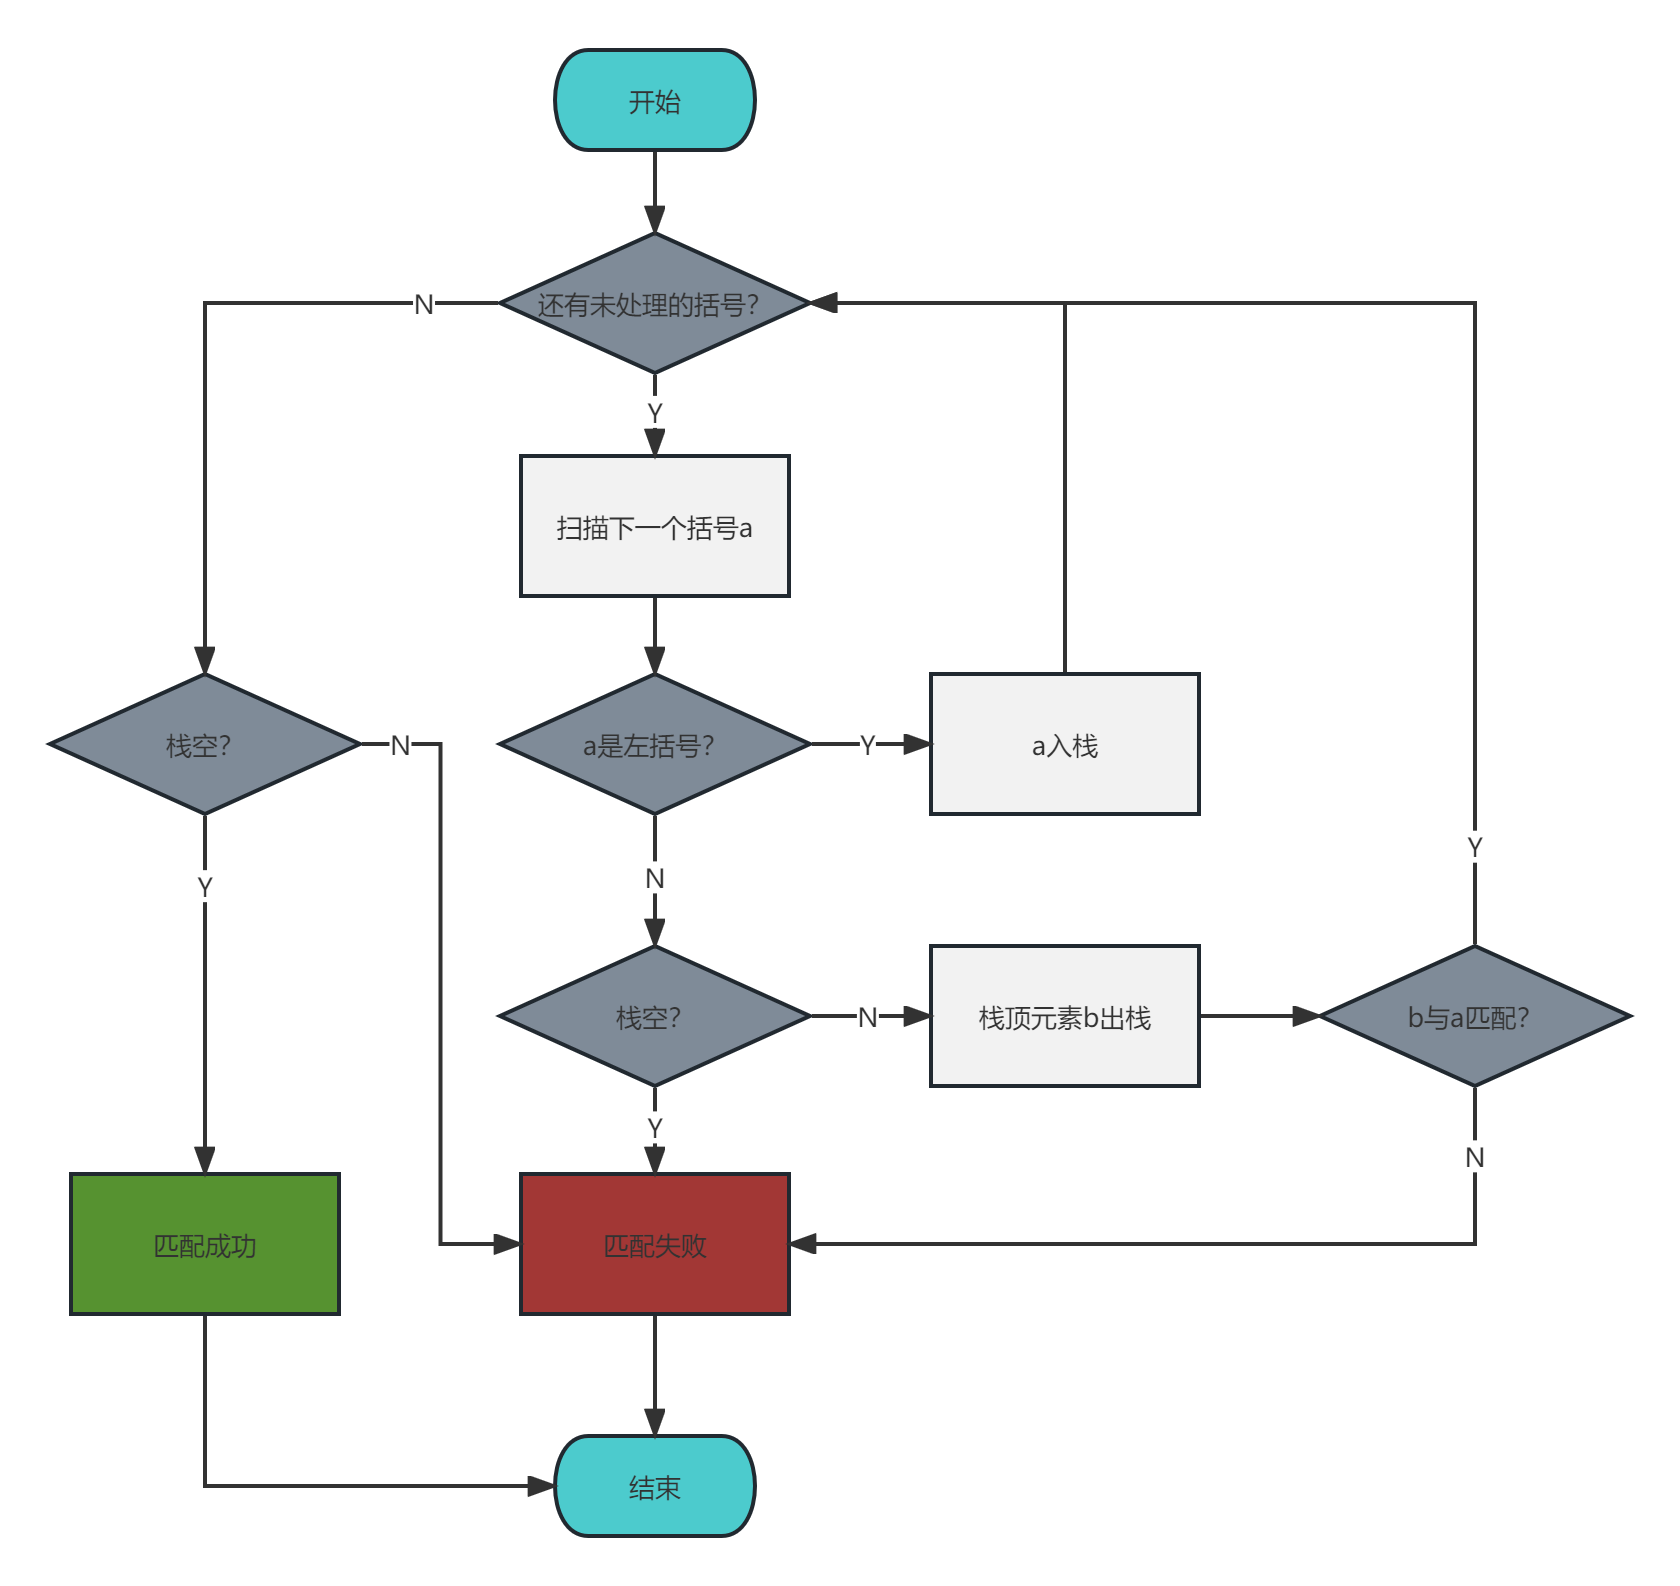 开始
还有未处理的括号?
N
Y
扫描下一个括号a
栈空?
N
a是左括号?
Y
a入栈
Y
N
Y
栈空?
N
栈顶元素b出栈
b与a匹配?
Y
N
匹配成功
匹配失败
结束